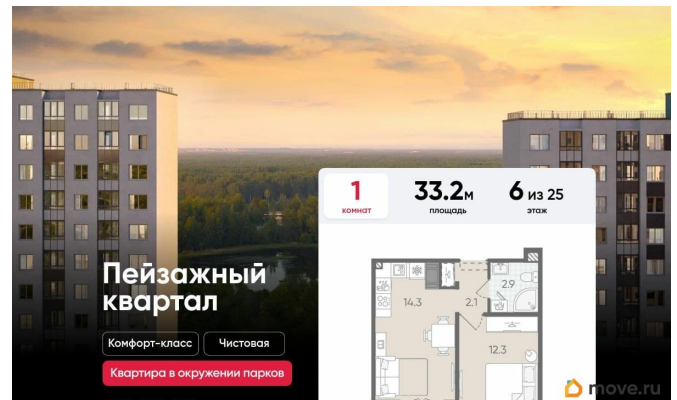 1
комнат
33.2м
площадь
6 из 25
этаж
Пейзажный
квартал
Комфорт-класс
Чистовая
Квартира в окружении парков
14.3
2.1
2.9
12.3
move.ru